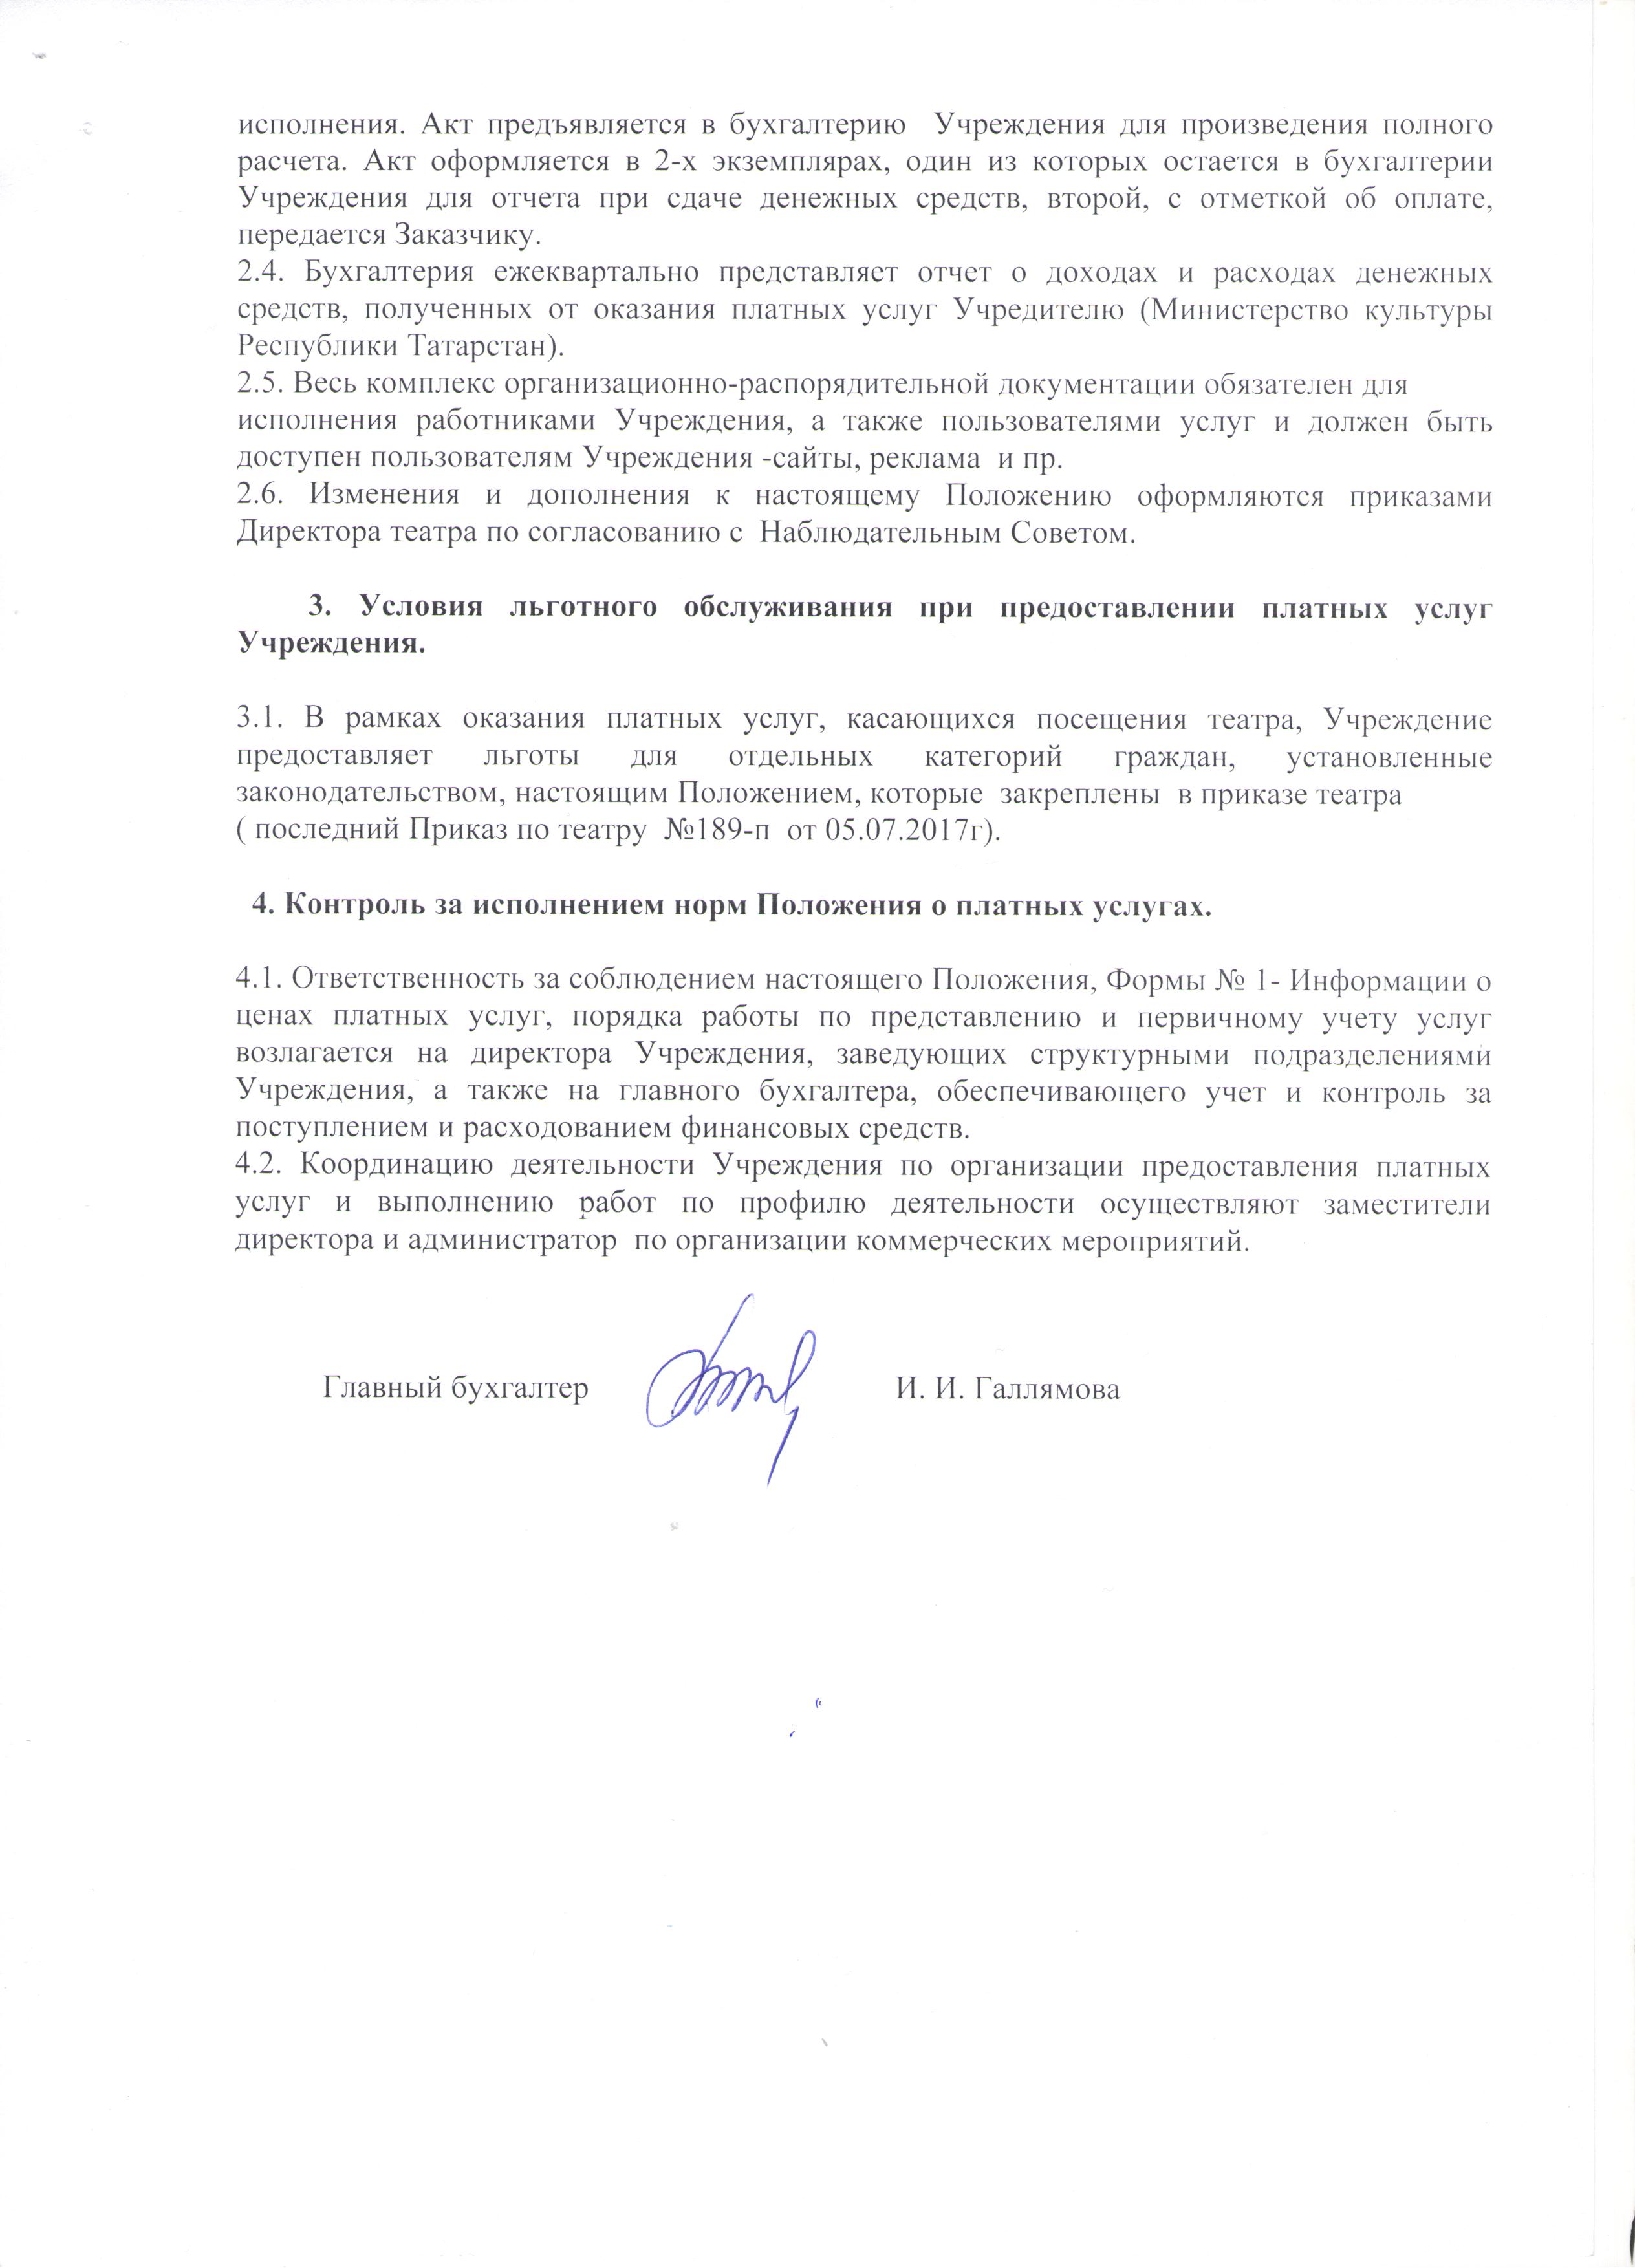 исполнения. Акт предъявляется в бухгалтерию Учреждения для произведения полного
расчета. Акт оформляется в 2-х экземплярах, один из которых остается в бухгалтерии
Учреждения для отчета при сдаче денежных средств, второй, с отметкой об оплате,
передается Заказчику.
2.4. Бухгалтерия ежеквартально представляет отчет о доходах и расходах денежных
средств, полученных от оказания платных услуг Учредителю (Министерство культуры
Республики Татарстан).
2.5. Весь комплекс организационно-распорядительной документации обязателен для
исполнения работниками Учреждения, а также пользователями услуг и должен быть
доступен пользователям Учреждения -сайты, реклама и пр.
2.6. Изменения и дополнения к настоящему Положению оформляются приказами
Директора театра по согласованию с Наблюдательным Советом.
3. Условия льготного обслуживания при предоставлении платных услуг
Учреждения.
3.1. В рамках оказания платных услуг, касающихся посещения театра, Учреждение
предоставляет льготы для отдельных категорий граждан, установленные
законодательством, настоящим Положением, которые закреплены в приказе театра
( последний Приказ по театру №189-п от 05.07.2017г).
4. Контроль за исполнением норм Положения о платных услугах.
4.1. Ответственность за соблюдением настоящего Положения, Формы № 1- Информации о
ценах платных услуг, порядка работы по представлению и первичному учету услуг
возлагается на директора Учреждения, заведующих структурными подразделениями
Учреждения, а также на главного бухгалтера, обеспечивающего учет и контроль за
поступлением и расходованием финансовых средств.
4.2. Координацию деятельности Учреждения по организации предоставления платных
услуг и выполнению работ по профилю деятельности осуществляют заместители
директора и администратор по организации коммерческих мероприятий.
Главный бухгалтер И. И. Галлямова